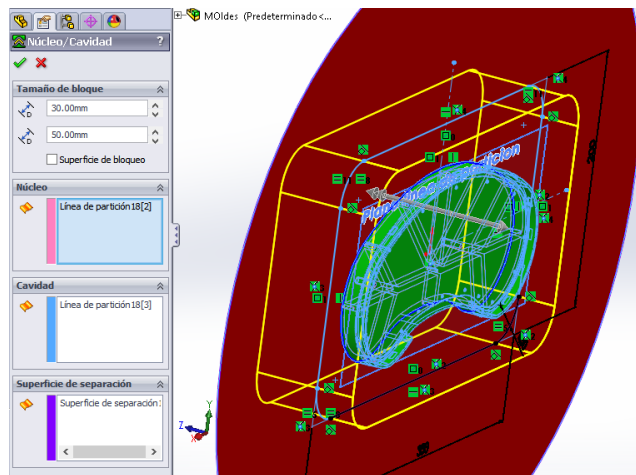 MOldes (Predeterminado<...
Núcleo/Cavidad ?
Tamaño de bloque
D 30.00mm
D 50.00mm
Superficie de bloqueo
Núcleo
Línea de partición18[2]
Cavidad
Línea de partición18[3]
Superficie de separación
Superficie de separación1
Y
Z
X